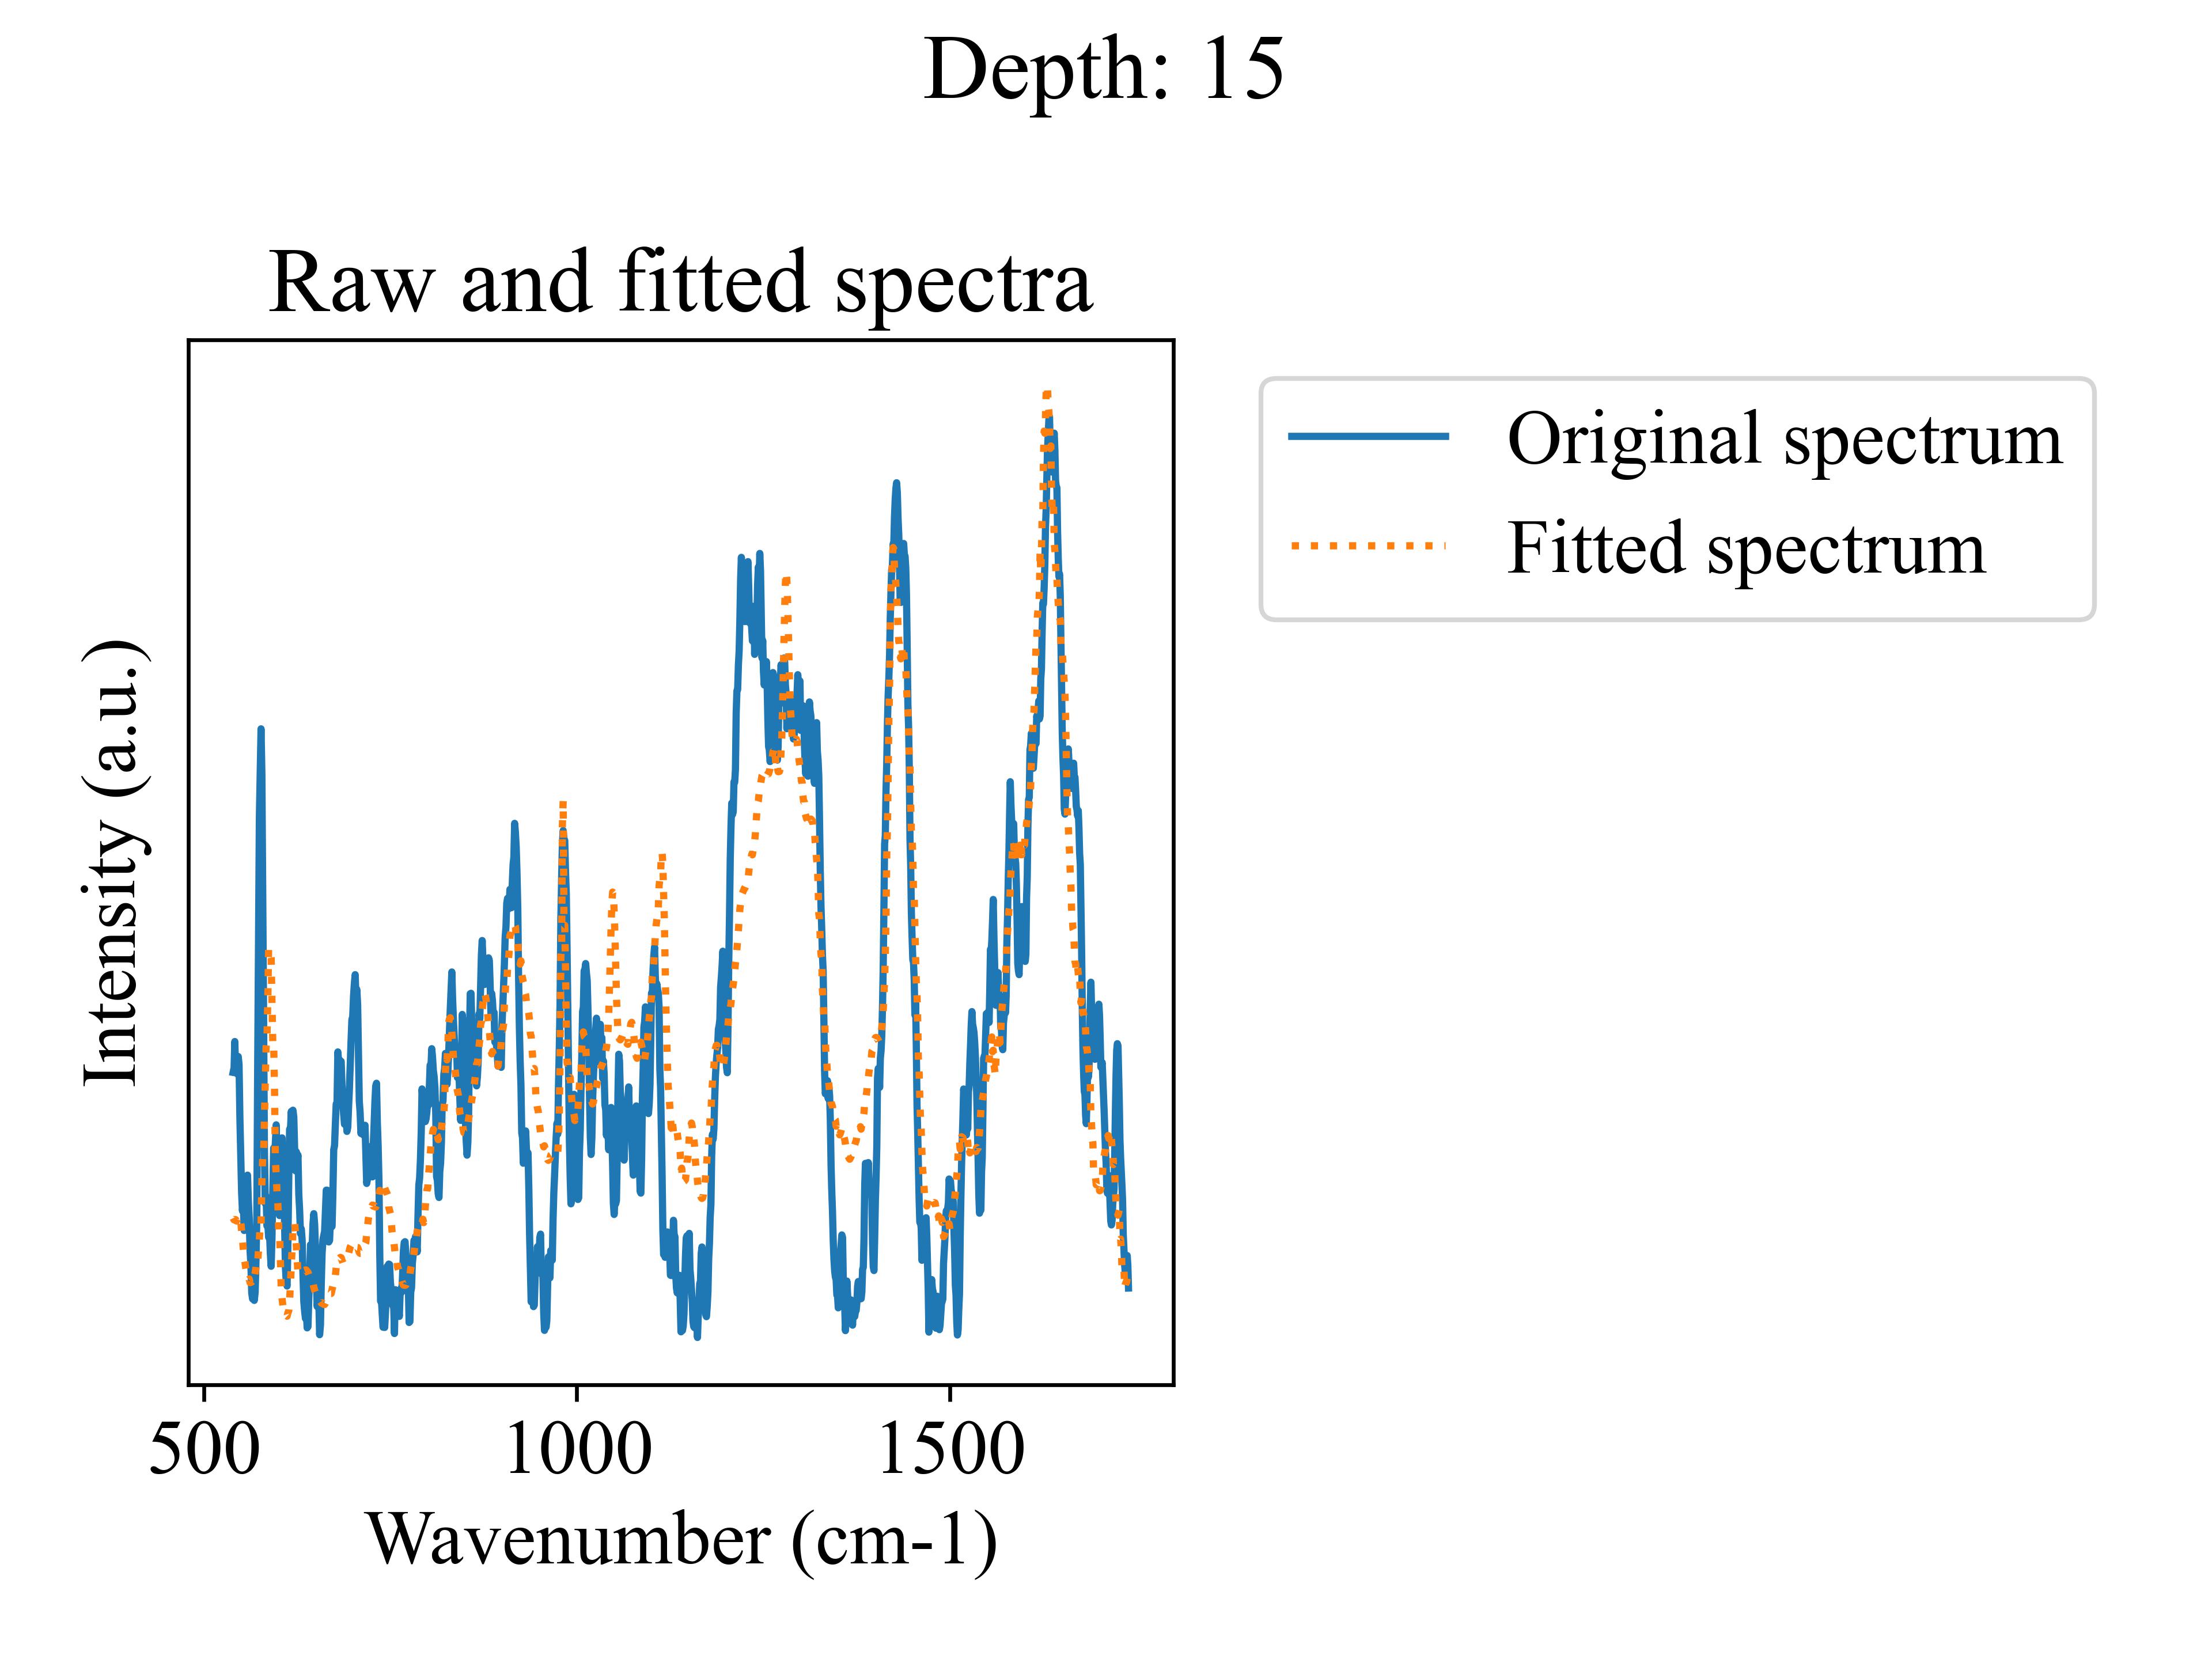 Depth: 15
Raw and fitted spectra
Original spectrum
Fitted spectrum
Intensity (a.u.)
500 1000 1500
Wavenumber (cm-1)